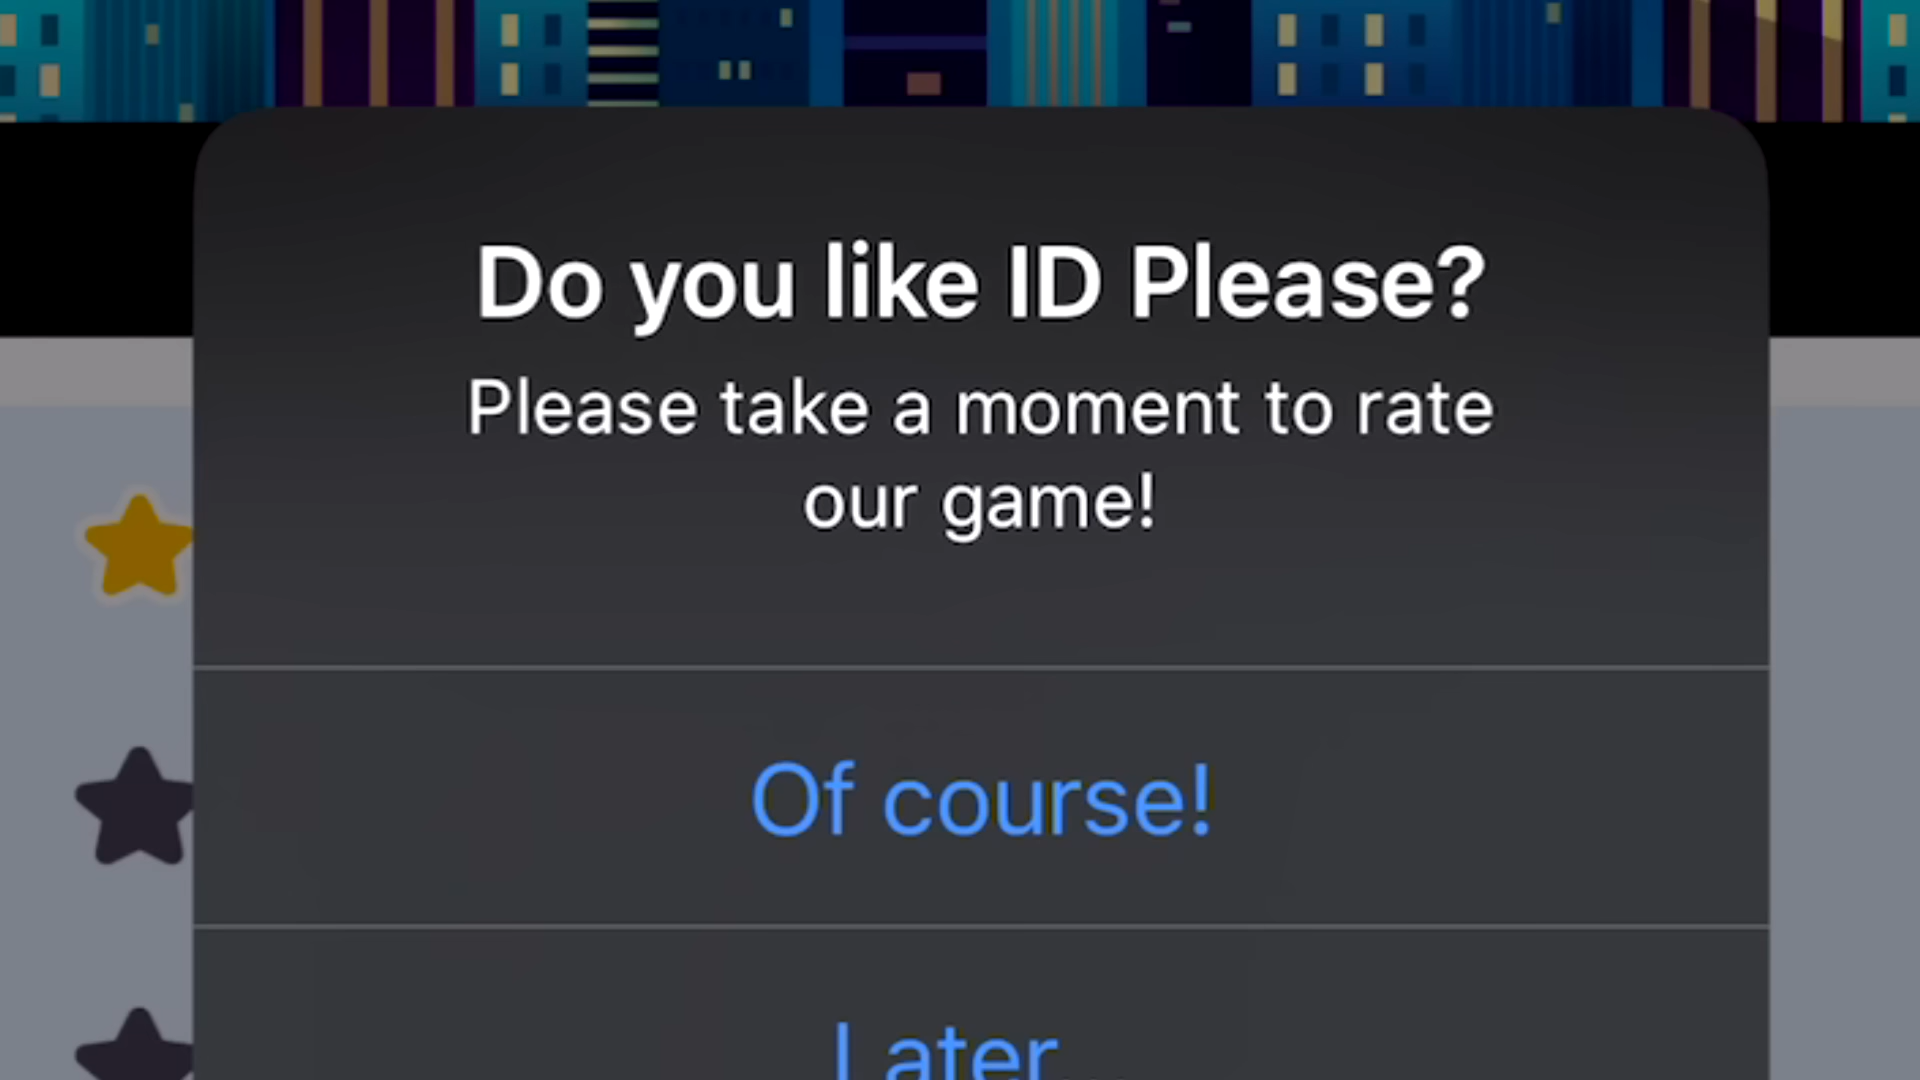 Do you like ID Please?
Please take a moment to rate
our game!
Of course!
Later...